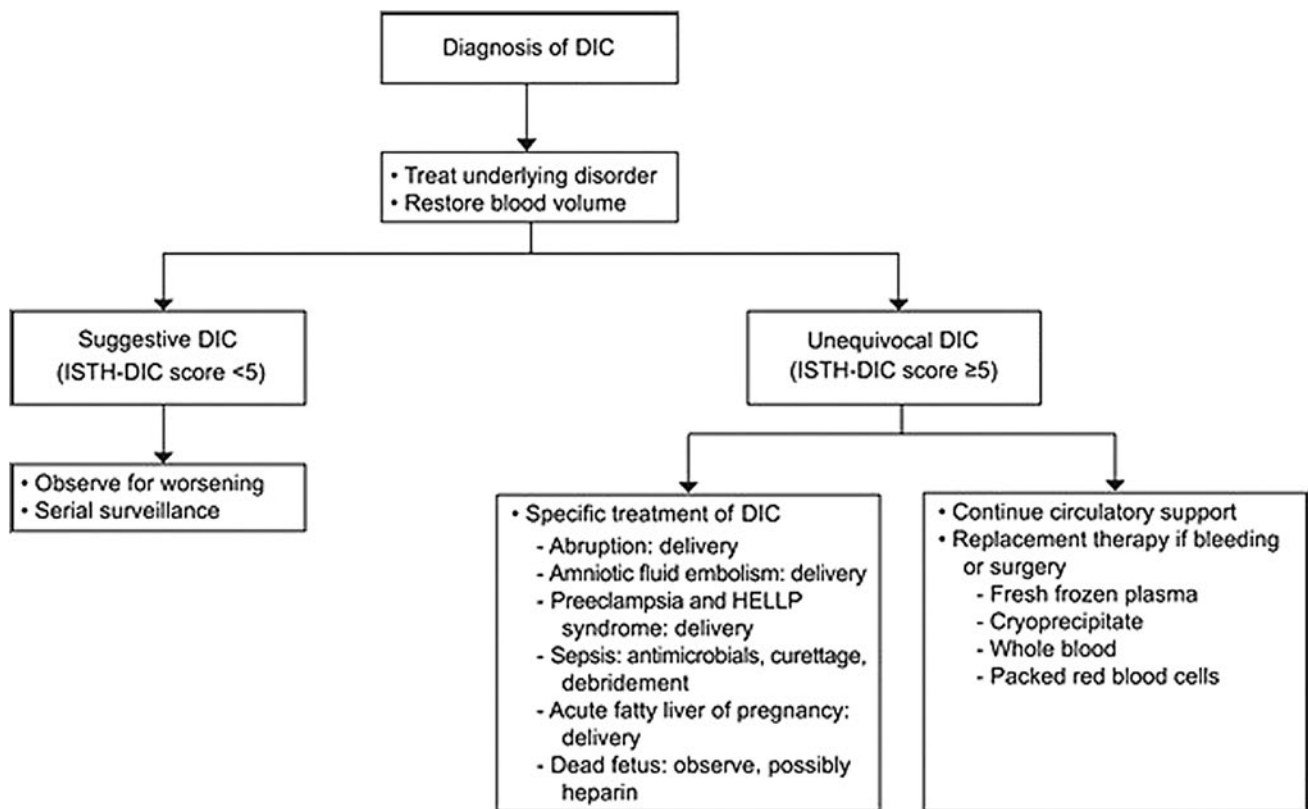 Diagnosis of DIC
• Treat underlying disorder
• Restore blood volume
Suggestive DIC
(ISTH-DIC score <5)
Unequivocal DIC
(ISTH-DIC score ≥5)
• Observe for worsening
• Serial surveillance
• Specific treatment of DIC
- Abruption: delivery
- Amniotic fluid embolism: delivery
- Preeclampsia and HELLP
syndrome: delivery
- Sepsis: antimicrobials, curettage,
debridement
- Acute fatty liver of pregnancy:
delivery
- Dead fetus: observe, possibly
heparin
• Continue circulatory support
• Replacement therapy if bleeding
or surgery
- Fresh frozen plasma
- Cryoprecipitate
- Whole blood
- Packed red blood cells